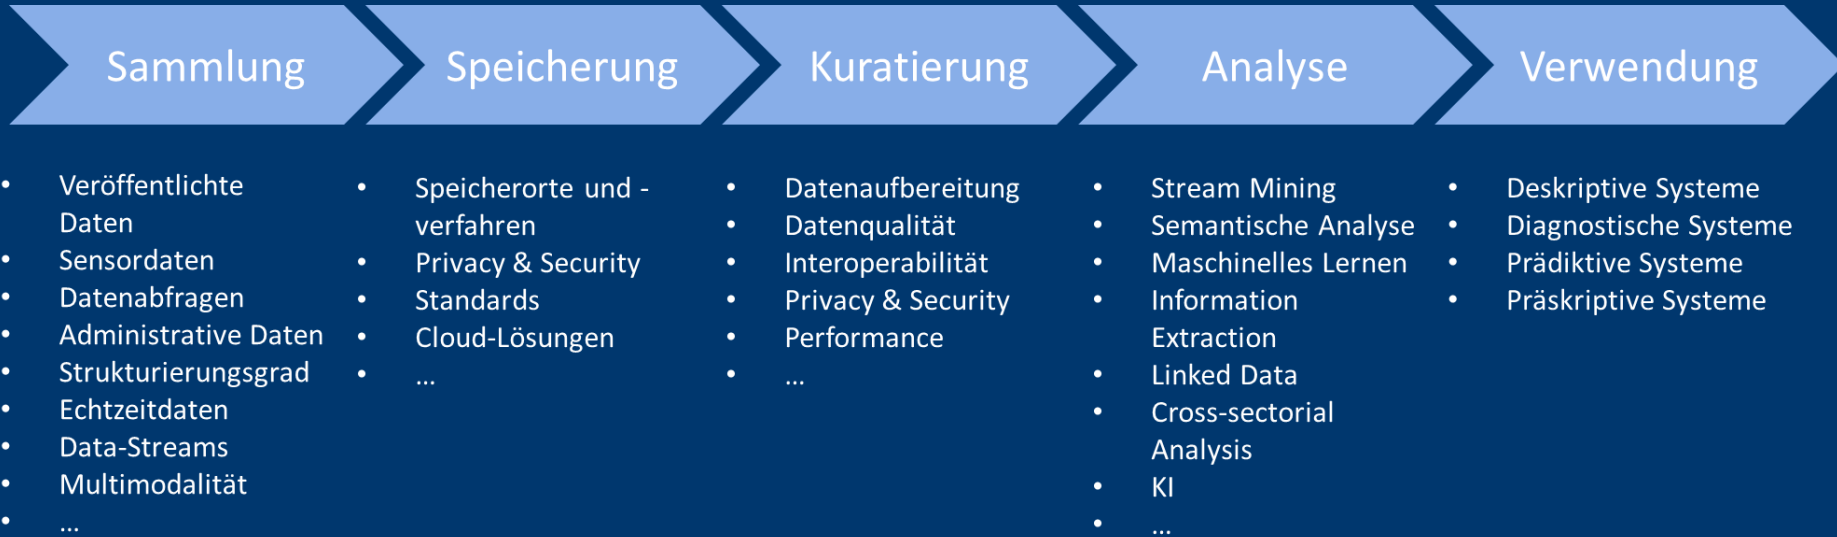 Sammlung
Speicherung
Kuratierung
Analyse
Verwendung
• Veröffentlichte
Daten
• Sensordaten
• Datenabfragen
• Administrative Daten
• Strukturierungsgrad
• Echtzeitdaten
• Data-Streams
• Multimodalität
• ...
• Speicherorte und -
verfahren
• Privacy & Security
• Standards
• Cloud-Lösungen
• ...
• Datenaufbereitung
• Datenqualität
• Interoperabilität
• Privacy & Security
• Performance
• ...
• Stream Mining
• Semantische Analyse
• Maschinelles Lernen
• Information
Extraction
• Linked Data
• Cross-sectorial
Analysis
• KI
• ...
• Deskriptive Systeme
• Diagnostische Systeme
• Prädiktive Systeme
• Präskriptive Systeme